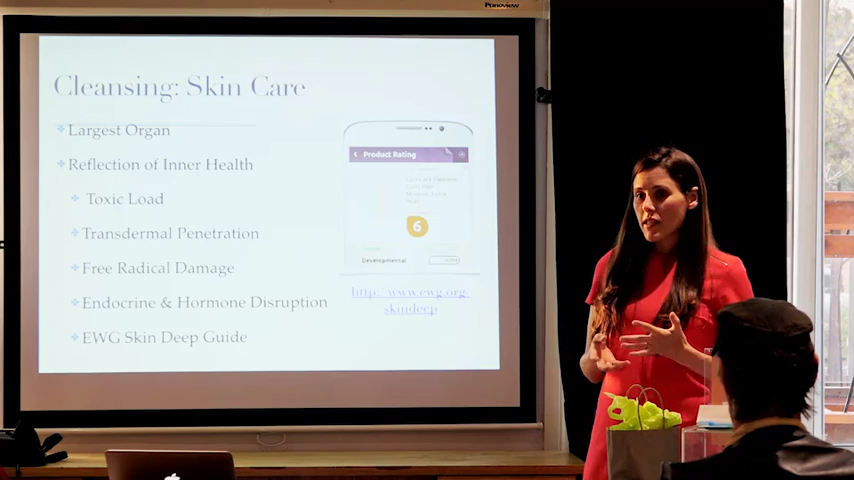 Panoview
Cleansing: Skin Care
Largest Organ
Reflection of Inner Health
Toxic Load
Transdermal Penetration
Free Radical Damage
Endocrine & Hormone Disruption
EWG Skin Deep Guide
Product Rating
6
Developmental
http://www.ewg.org/
skindeep